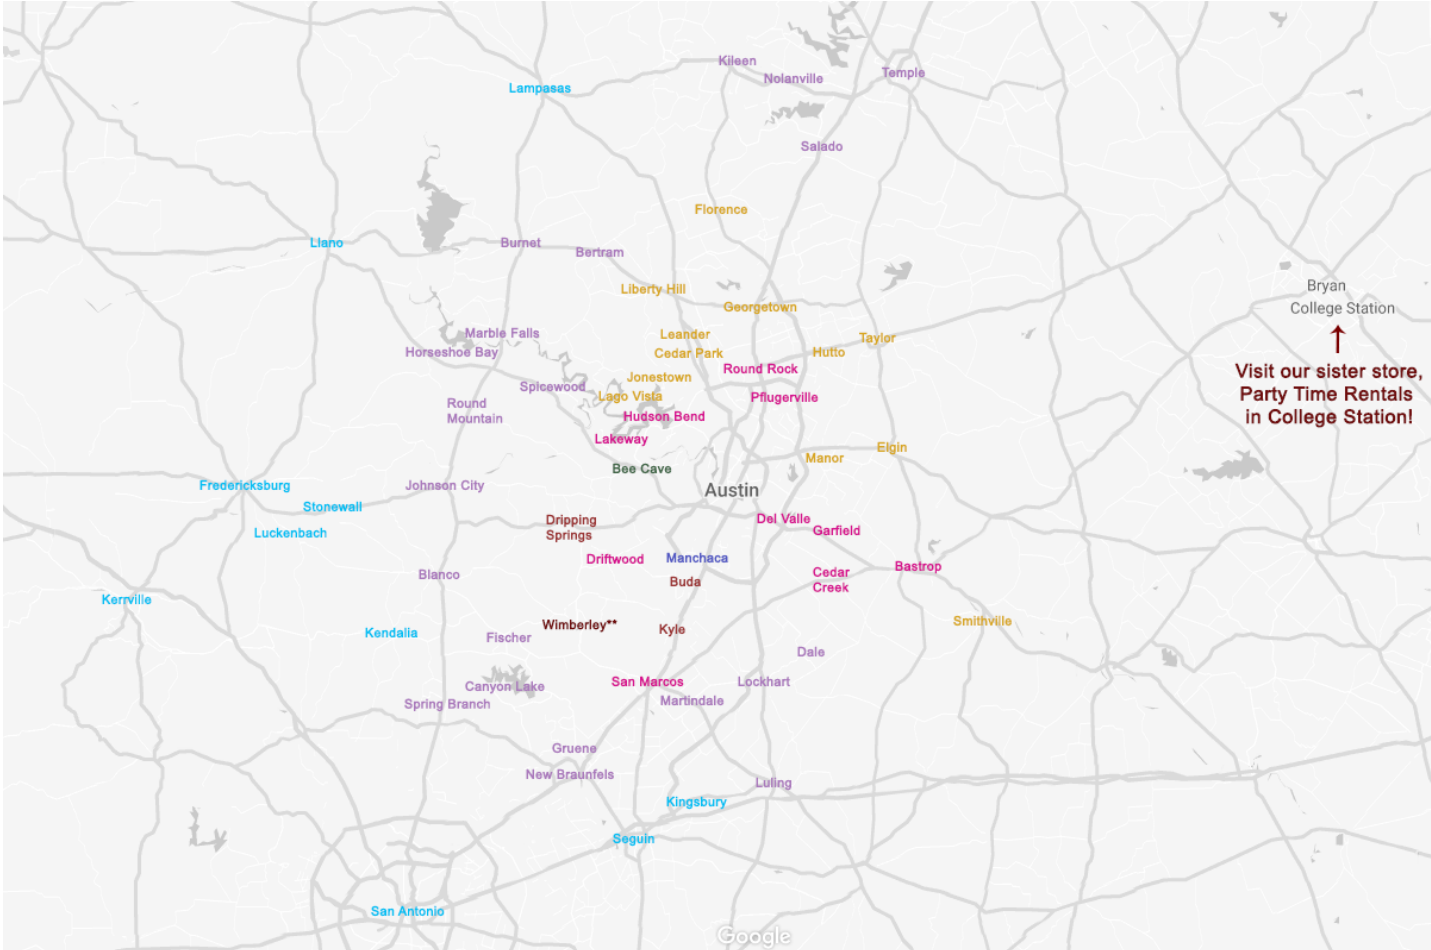 Kileen
Nolanville
Temple
Lampasas
Salado
Florence
Llano
Burnet
Bertram
Liberty Hill
Georgetown
Bryan
College Station
Marble Falls
Leander
Taylor
Horseshoe Bay
Cedar Park
Hutto
Round Rock
Visit our sister store,
Party Time Rentals
in College Station!
Jonestown
Spicewood
Lago Vista
Pflugerville
Round
Mountain
Hudson Bend
Lakeway
Elgin
Manor
Bee Cave
Fredericksburg
Johnson City
Austin
Stonewall
Dripping
Springs
Del Valle
Luckenbach
Garfield
Driftwood
Manchaca
Bastrop
Blanco
Buda
Cedar
Creek
Kerrville
Wimberley**
Kyle
Smithville
Kendalia
Fischer
Dale
San Marcos
Lockhart
Canyon Lake
Spring Branch
Martindale
Gruene
New Braunfels
Luling
Kingsbury
Seguin
San Antonio
Google